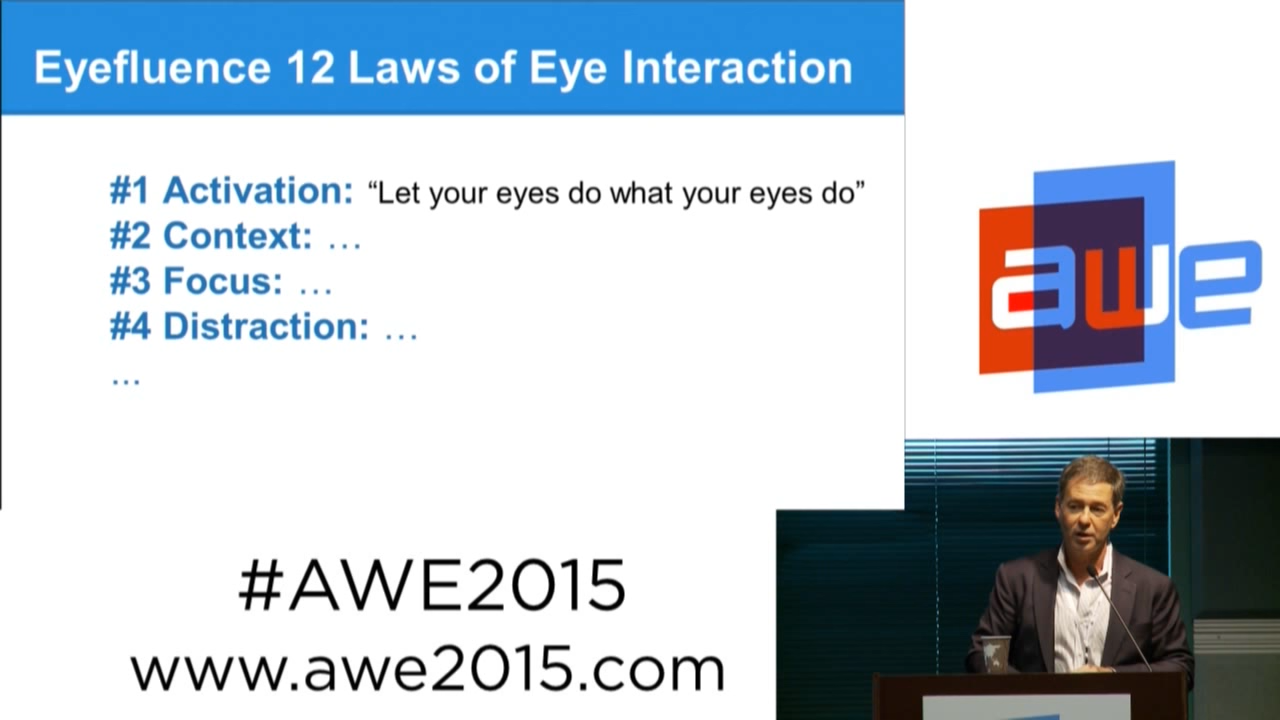 Eyefluence 12 Laws of Eye Interaction
#1 Activation: “Let your eyes do what your eyes do”
#2 Context: …
#3 Focus: …
#4 Distraction: …
…
awe
#AWE2015
www.awe2015.com